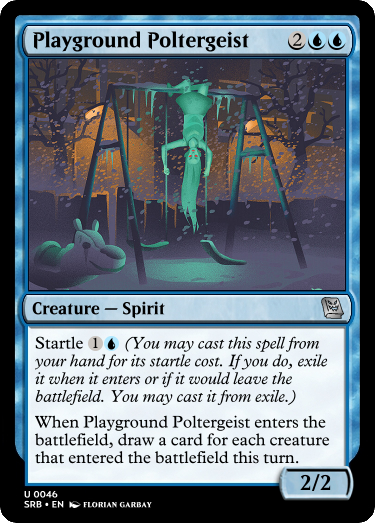 Playground Poltergeist 2
Creature — Spirit
Startle 1 (You may cast this spell from
your hand for its startle cost. If you do, exile
it when it enters or if it would leave the
battlefield. You may cast it from exile.)
When Playground Poltergeist enters the
battlefield, draw a card for each creature
that entered the battlefield this turn.
2/2
U 0046
SRB • EN FLORIAN GARBAY